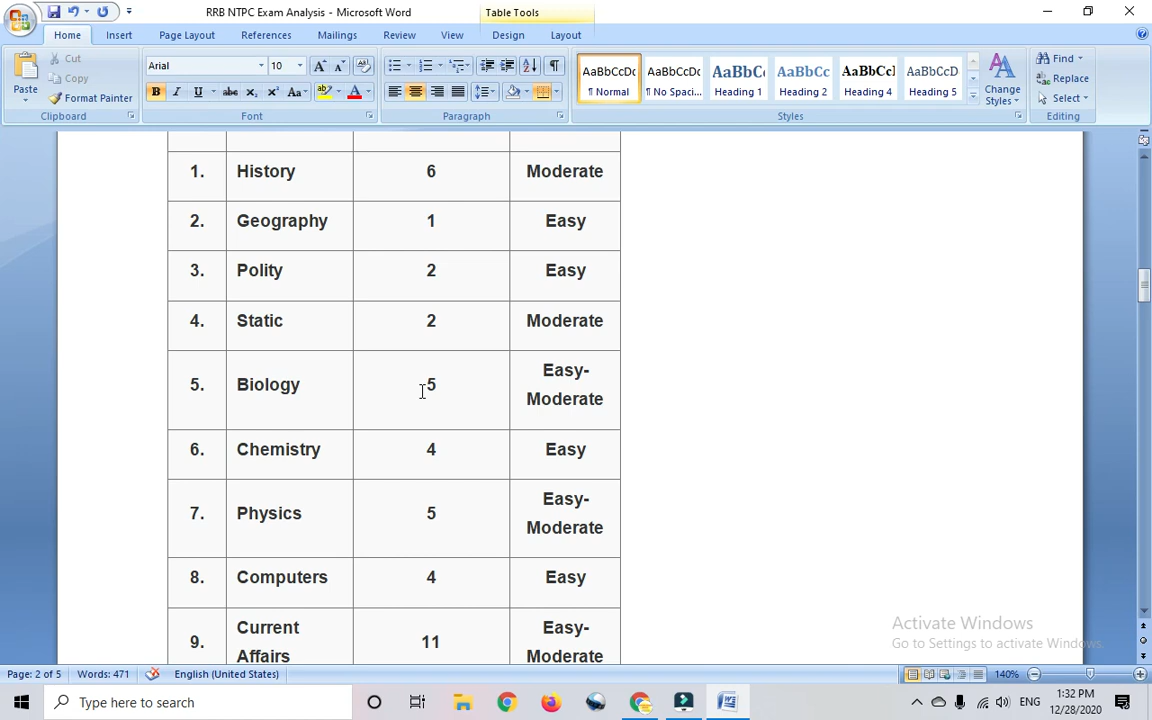 RRB NTPC Exam Analysis - Microsoft Word
Table Tools
Home Insert Page Layout References Mailings Review View Design Layout
Paste
Cut
Copy
Format Painter
Clipboard
Arial 10
Font
Paragraph
AaBbCcDc AaBbCcDc AaBbC( AaBbCc AaBbCcI AaBbCcD
¶ Normal ¶ No Spaci... Heading 1 Heading 2 Heading 4 Heading 5
Change
Styles
Styles
Find
Replace
Select
Editing
1. History 6 Moderate
2. Geography 1 Easy
3. Polity 2 Easy
4. Static 2 Moderate
5. Biology 5 Easy-
Moderate
6. Chemistry 4 Easy
7. Physics 5 Easy-
Moderate
8. Computers 4 Easy
9. Current
Affairs 11 Easy-
Moderate
Activate Windows
Go to Settings to activate Windows.
Page: 2 of 5 Words: 471 English (United States) 140%
Type here to search
ENG
1:32 PM
12/28/2020